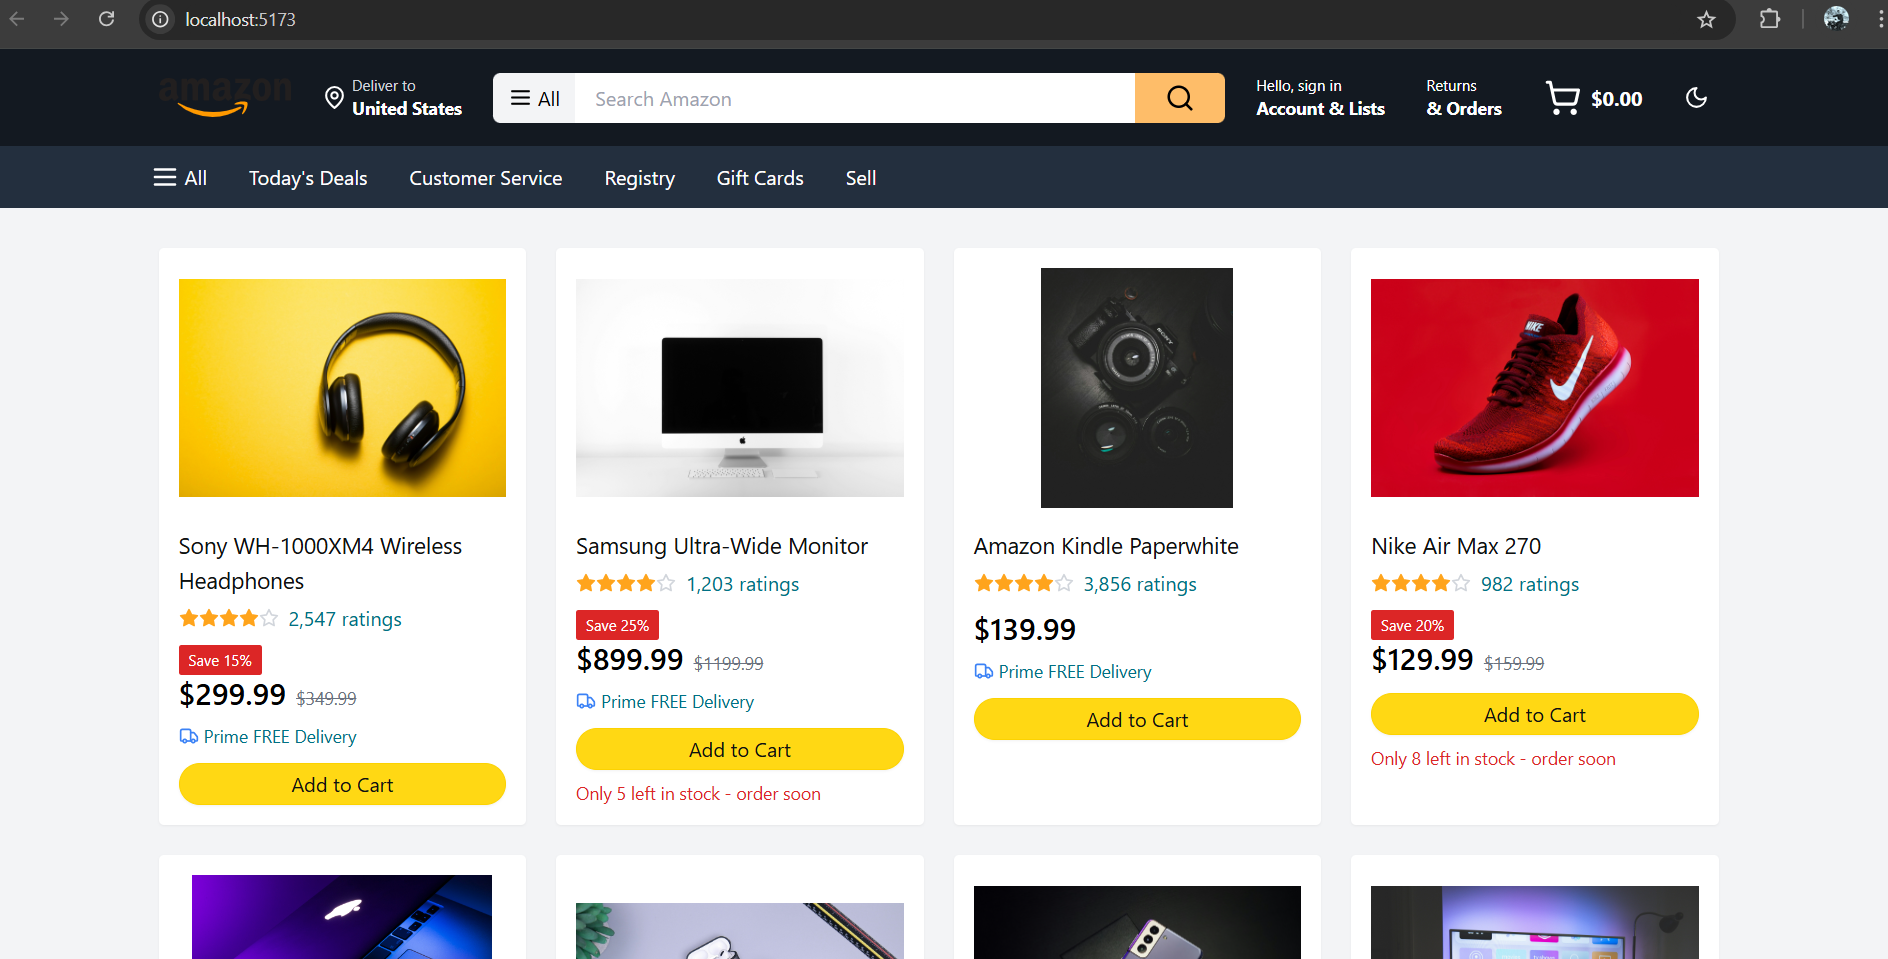 localhost:5173
amazon
Deliver to
United States
All
Search Amazon
Hello, sign in
Account & Lists
Returns
& Orders
$0.00
All
Today's Deals
Customer Service
Registry
Gift Cards
Sell
NIKE
SONY
Sony WH-1000XM4 Wireless
Headphones
2,547 ratings
Save 15%
$299.99 $349.99
Prime FREE Delivery
Add to Cart
Samsung Ultra-Wide Monitor
1,203 ratings
Save 25%
$899.99 $1199.99
Prime FREE Delivery
Add to Cart
Only 5 left in stock - order soon
Amazon Kindle Paperwhite
3,856 ratings
$139.99
Prime FREE Delivery
Add to Cart
Nike Air Max 270
982 ratings
Save 20%
$129.99 $159.99
Add to Cart
Only 8 left in stock - order soon